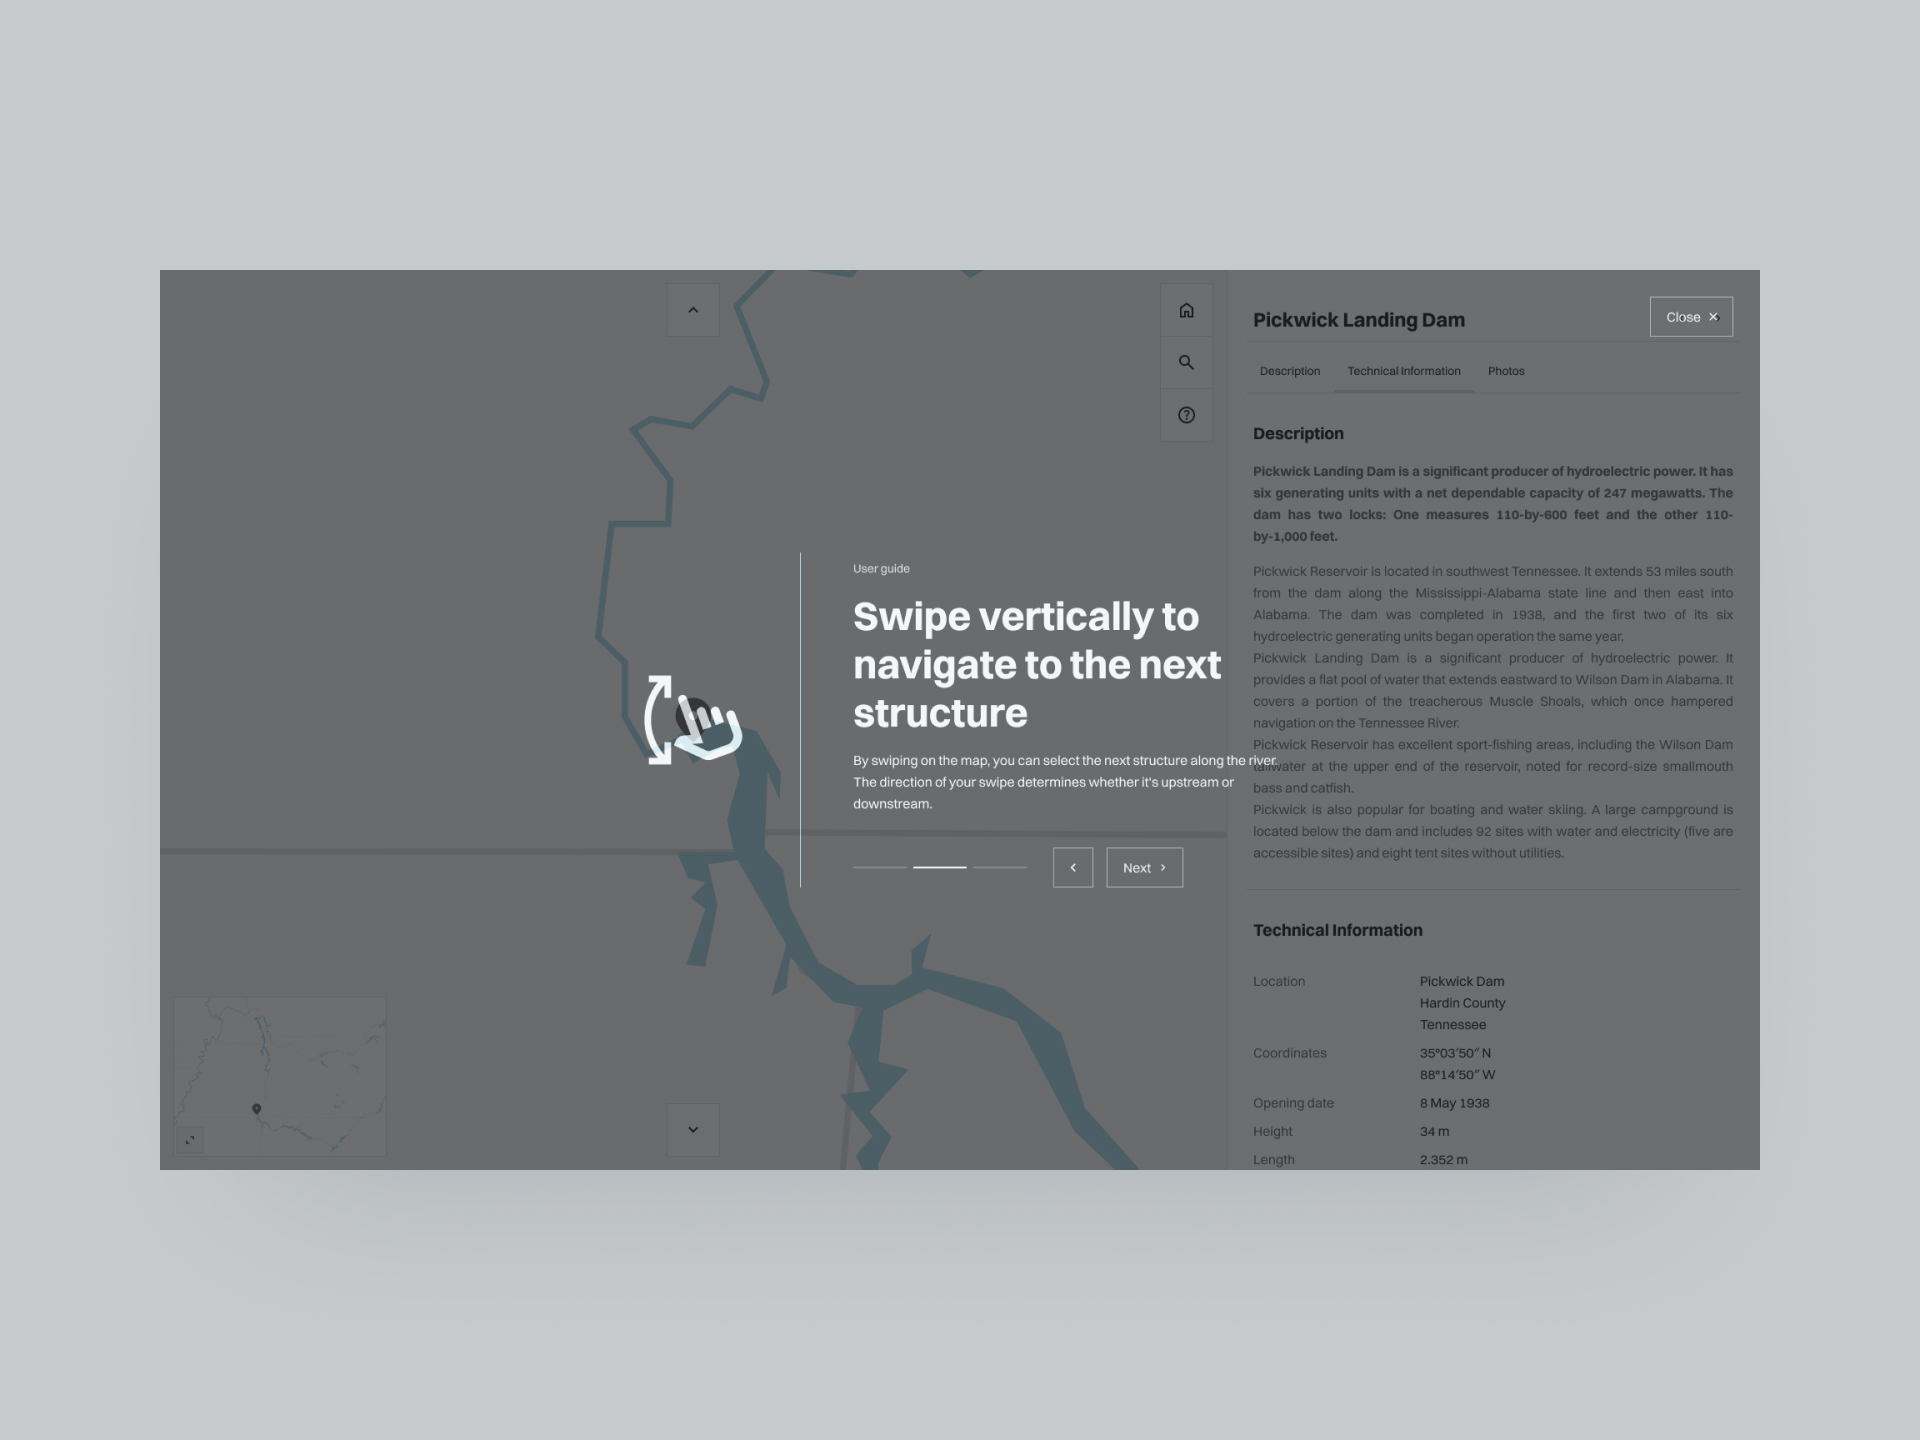 Pickwick Landing Dam
Close
Description
Technical Information
Photos
Description
Pickwick Landing Dam is a significant producer of hydroelectric power. It has
six generating units with a net dependable capacity of 247 megawatts. The
dam has two locks: One measures 110-by-600 feet and the other 110-
by-1,000 feet.
Pickwick Reservoir is located in southwest Tennessee. It extends 53 miles south
from the dam along the Mississippi-Alabama state line and then east into
Alabama. The dam was completed in 1938, and the first two of its six
hydroelectric generating units began operation the same year.
Pickwick Landing Dam is a significant producer of hydroelectric power. It
provides a flat pool of water that extends eastward to Wilson Dam in Alabama. It
covers a portion of the treacherous Muscle Shoals, which once hampered
navigation on the Tennessee River.
Pickwick Reservoir has excellent sport-fishing areas, including the Wilson Dam
tailwater at the upper end of the reservoir, noted for record-size smallmouth
bass and catfish.
Pickwick is also popular for boating and water skiing. A large campground is
located below the dam and includes 92 sites with water and electricity (five are
accessible sites) and eight tent sites without utilities.
User guide
Swipe vertically to
navigate to the next
structure
By swiping on the map, you can select the next structure along the river.
The direction of your swipe determines whether it's upstream or
downstream.
Next
Technical Information
Location
Pickwick Dam
Hardin County
Tennessee
Coordinates
35°03′50″ N
88°14′50″ W
Opening date
8 May 1938
Height
34 m
Length
2.352 m